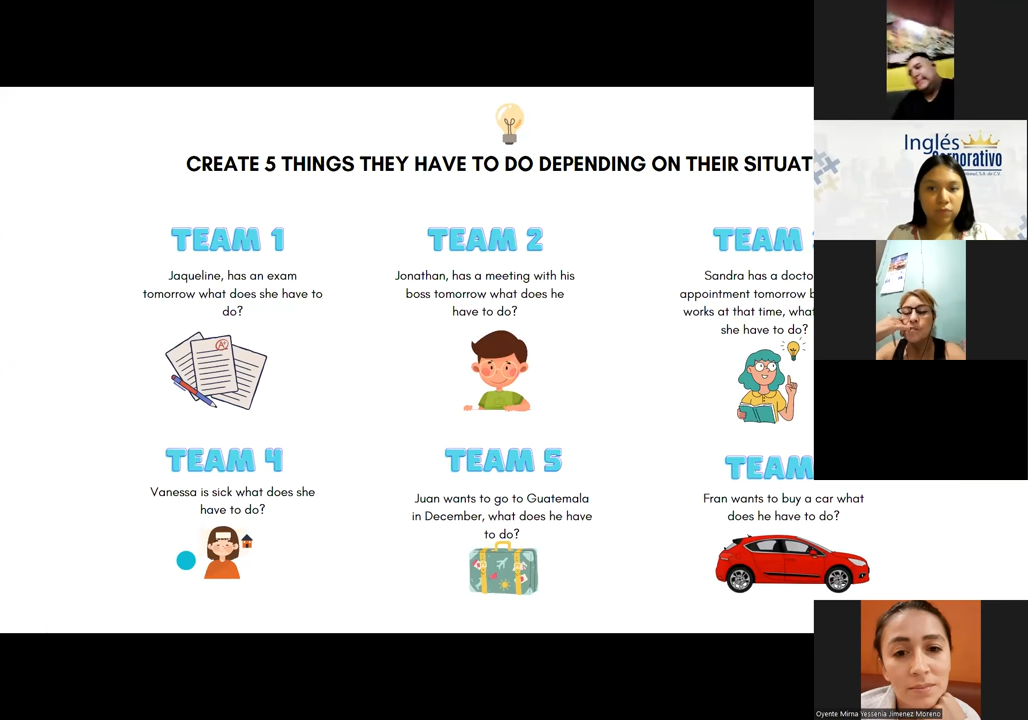 CREATE 5 THINGS THEY HAVE TO DO DEPENDING ON THEIR
TEAM 1
Jaqueline, has an exam
tomorrow what does she have to
do?
TEAM 2
Jonathan, has a meeting with his
boss tomorrow what does he
have to do?
TEAM
Sandra has a
appointment tomorrow
works at that time,
she have to do?
TEAM 4
Vanessa is sick what does she
have to do?
TEAM 5
Juan wants to go to Guatemala
in December, what does he have
to do?
TEAM
Fran wants to buy a car what
does he have to do?
Inglés
Corporativo
S.A. de C.V.
Oyente Mirna Yessenia Jimenez Moreno